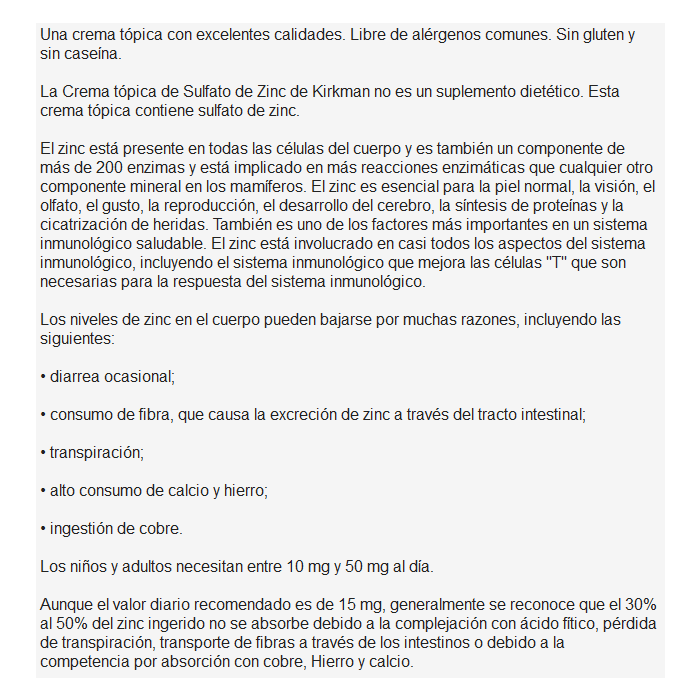 Una crema tópica con excelentes calidades. Libre de alérgenos comunes. Sin gluten y
sin caseína.
La Crema tópica de Sulfato de Zinc de Kirkman no es un suplemento dietético. Esta
crema tópica contiene sulfato de zinc.
El zinc está presente en todas las células del cuerpo y es también un componente de
más de 200 enzimas y está implicado en más reacciones enzimáticas que cualquier otro
componente mineral en los mamíferos. El zinc es esencial para la piel normal, la visión, el
olfato, el gusto, la reproducción, el desarrollo del cerebro, la síntesis de proteínas y la
cicatrización de heridas. También es uno de los factores más importantes en un sistema
inmunológico saludable. El zinc está involucrado en casi todos los aspectos del sistema
inmunológico, incluyendo el sistema inmunológico que mejora las células "T" que son
necesarias para la respuesta del sistema inmunológico.
Los niveles de zinc en el cuerpo pueden bajarse por muchas razones, incluyendo las
siguientes:
• diarrea ocasional;
• consumo de fibra, que causa la excreción de zinc a través del tracto intestinal;
• transpiración;
• alto consumo de calcio y hierro;
• ingestión de cobre.
Los niños y adultos necesitan entre 10 mg y 50 mg al día.
Aunque el valor diario recomendado es de 15 mg, generalmente se reconoce que el 30%
al 50% del zinc ingerido no se absorbe debido a la complejación con ácido fítico, pérdida
de transpiración, transporte de fibras a través de los intestinos o debido a la
competencia por absorción con cobre, Hierro y calcio.